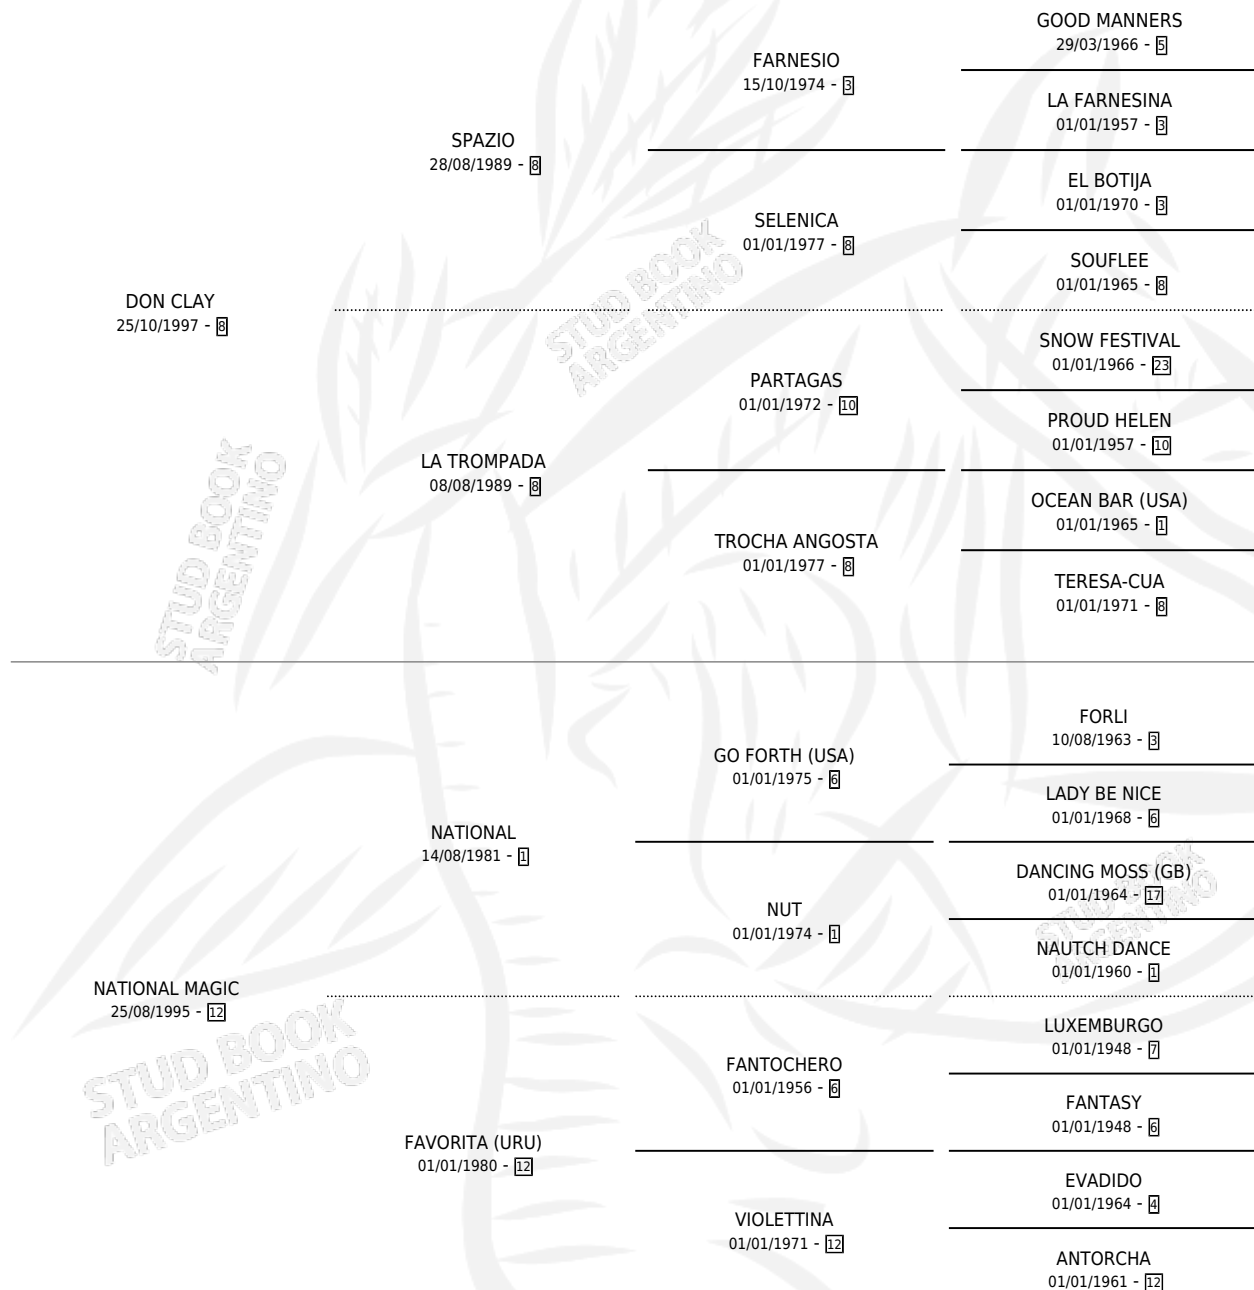 GOOD MANNERS
29/03/1966 - 5
FARNESIO
15/10/1974 - 3
LA FARNESINA
01/01/1957 - 3
SPAZIO
28/08/1989 - 8
EL BOTIJA
01/01/1970 - 3
SELENICA
01/01/1977 - 8
SOUFLEE
01/01/1965 - 8
DON CLAY
25/10/1997 - 8
STUD BOOK
ARGENTINO
SNOW FESTIVAL
01/01/1966 - 23
PARTAGAS
01/01/1972 - 10
PROUD HELEN
01/01/1957 - 10
LA TROMPADA
08/08/1989 - 8
OCEAN BAR (USA)
01/01/1965 - 1
TROCHA ANGOSTA
01/01/1977 - 8
TERESA-CUA
01/01/1971 - 8
STUD BOOK
ARGENTINO
FORLI
10/08/1963 - 3
GO FORTH (USA)
01/01/1975 - 6
LADY BE NICE
01/01/1968 - 6
NATIONAL
14/08/1981 - 1
DANCING MOSS (GB)
01/01/1964 - 17
NUT
01/01/1974 - 1
NAUTCH DANCE
01/01/1960 - 1
STUD BOOK
ARGENTINO
NATIONAL MAGIC
25/08/1995 - 12
LUXEMBURGO
01/01/1948 - 7
FANTOCHERO
01/01/1956 - 6
FANTASY
01/01/1948 - 6
STUD BOOK
ARGENTINO
FAVORITA (URU)
01/01/1980 - 12
EVADIDO
01/01/1964 - 4
VIOLETTINA
01/01/1971 - 12
ANTORCHA
01/01/1961 - 12